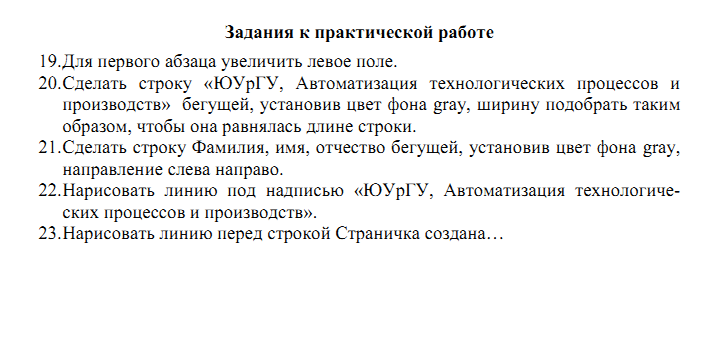 Задания к практической работе
19.Для первого абзаца увеличить левое поле.
20.Сделать строку «ЮУрГУ, Автоматизация технологических процессов и
производств» бегущей, установив цвет фона gray, ширину подобрать таким
образом, чтобы она равнялась длине строки.
21.Сделать строку Фамилия, имя, отчество бегущей, установив цвет фона gray,
направление слева направо.
22.Нарисовать линию под надписью «ЮУрГУ, Автоматизация технологиче-
ских процессов и производств».
23.Нарисовать линию перед строкой Страничка создана…